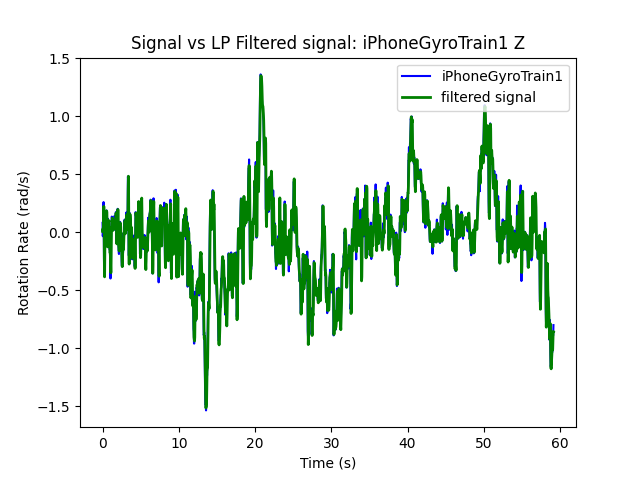 Signal vs LP Filtered signal: iPhoneGyroTrain1 Z
iPhoneGyroTrain1
filtered signal
Rotation Rate (rad/s)
1.5
1.0
0.5
0.0
−0.5
−1.0
−1.5
0 10 20 30 40 50 60
Time (s)